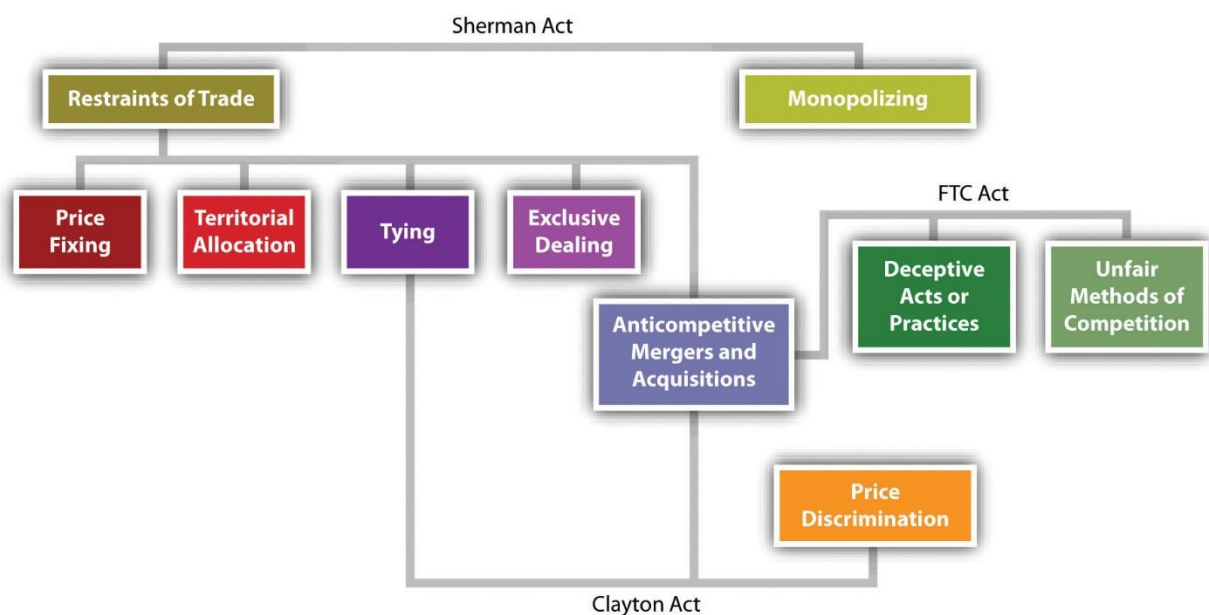 Sherman Act
Restraints of Trade
Monopolizing
Price
Fixing
Territorial
Allocation
Tying
Exclusive
Dealing
FTC Act
Deceptive
Acts or
Practices
Unfair
Methods of
Competition
Anticompetitive
Mergers and
Acquisitions
Price
Discrimination
Clayton Act